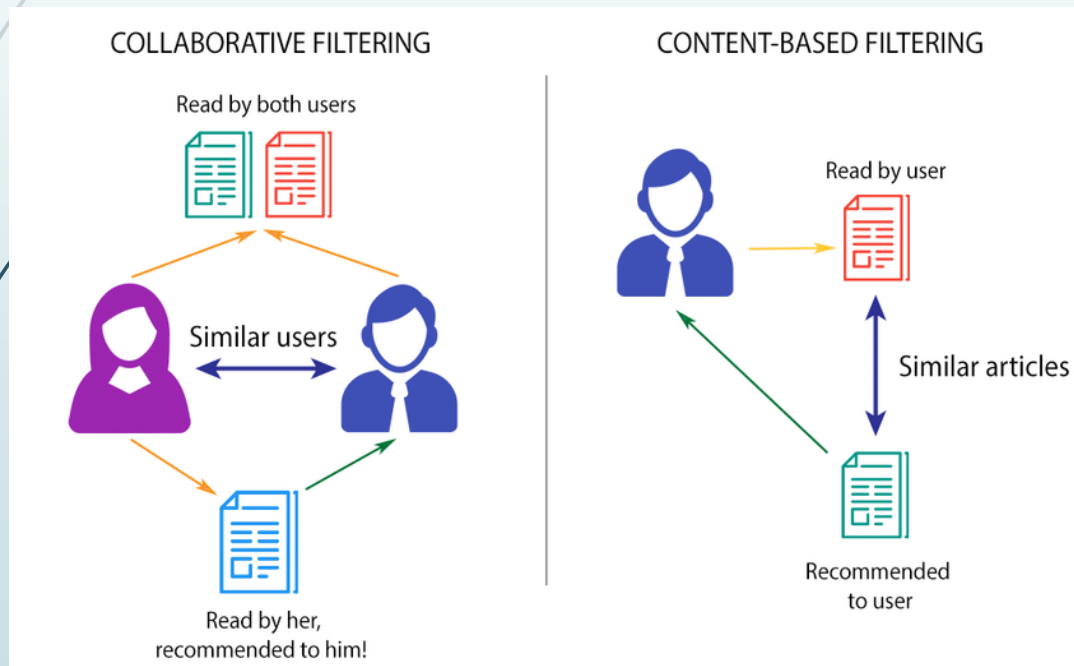 COLLABORATIVE FILTERING
Read by both users
Similar users
Read by her,
recommended to him!
CONTENT-BASED FILTERING
Read by user
Similar articles
Recommended
to user